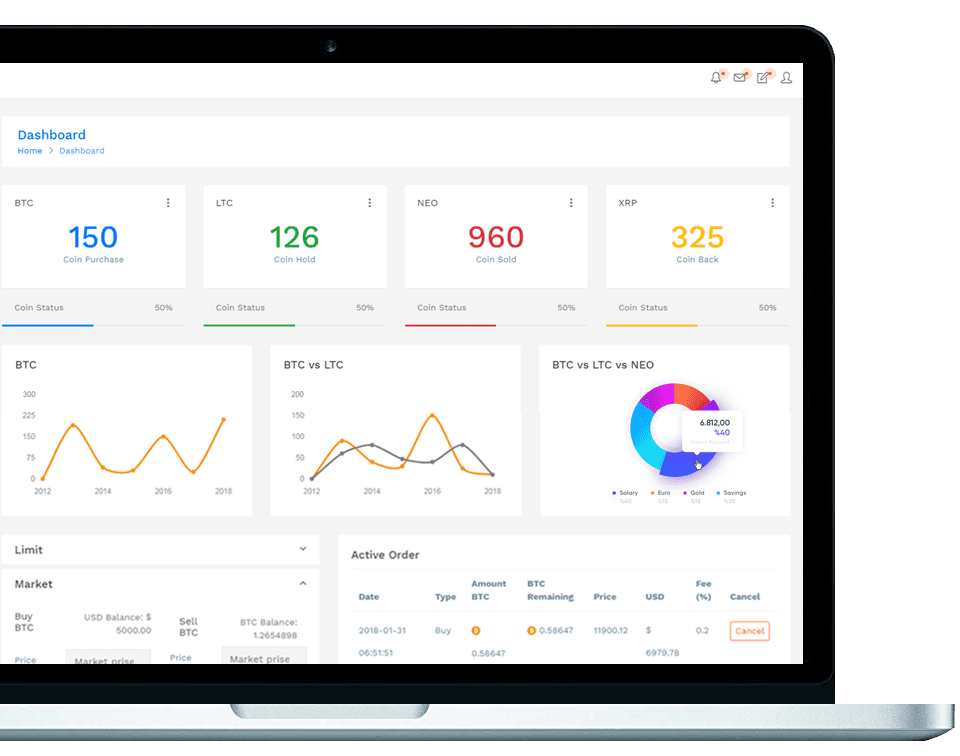 Dashboard
Home > Dashboard
BTC
150
Coin Purchase
Coin Status 50%
LTC
126
Coin Hold
Coin Status 50%
NEO
960
Coin Sold
Coin Status 50%
XRP
325
Coin Back
Coin Status 50%
BTC
300
225
150
75
0
2012 2014 2016 2018
BTC vs LTC
200
150
100
50
0
2012 2014 2016 2018
BTC vs LTC vs NEO
6.812,00
%40
Salary Account
Salary Euro Gold Savings
%40 %15 %15 %30
Limit
Market
Buy
BTC
USD Balance: $
5000.00
Sell
BTC
BTC Balance:
1.2654898
Price Market prise
Price Market prise
Active Order
Date Type Amount BTC BTC Remaining Price USD Fee (%) Cancel
2018-01-31 Buy 0.58647 11900.12 $ 0.2 Cancel
06:51:51 0.58647 6979.78